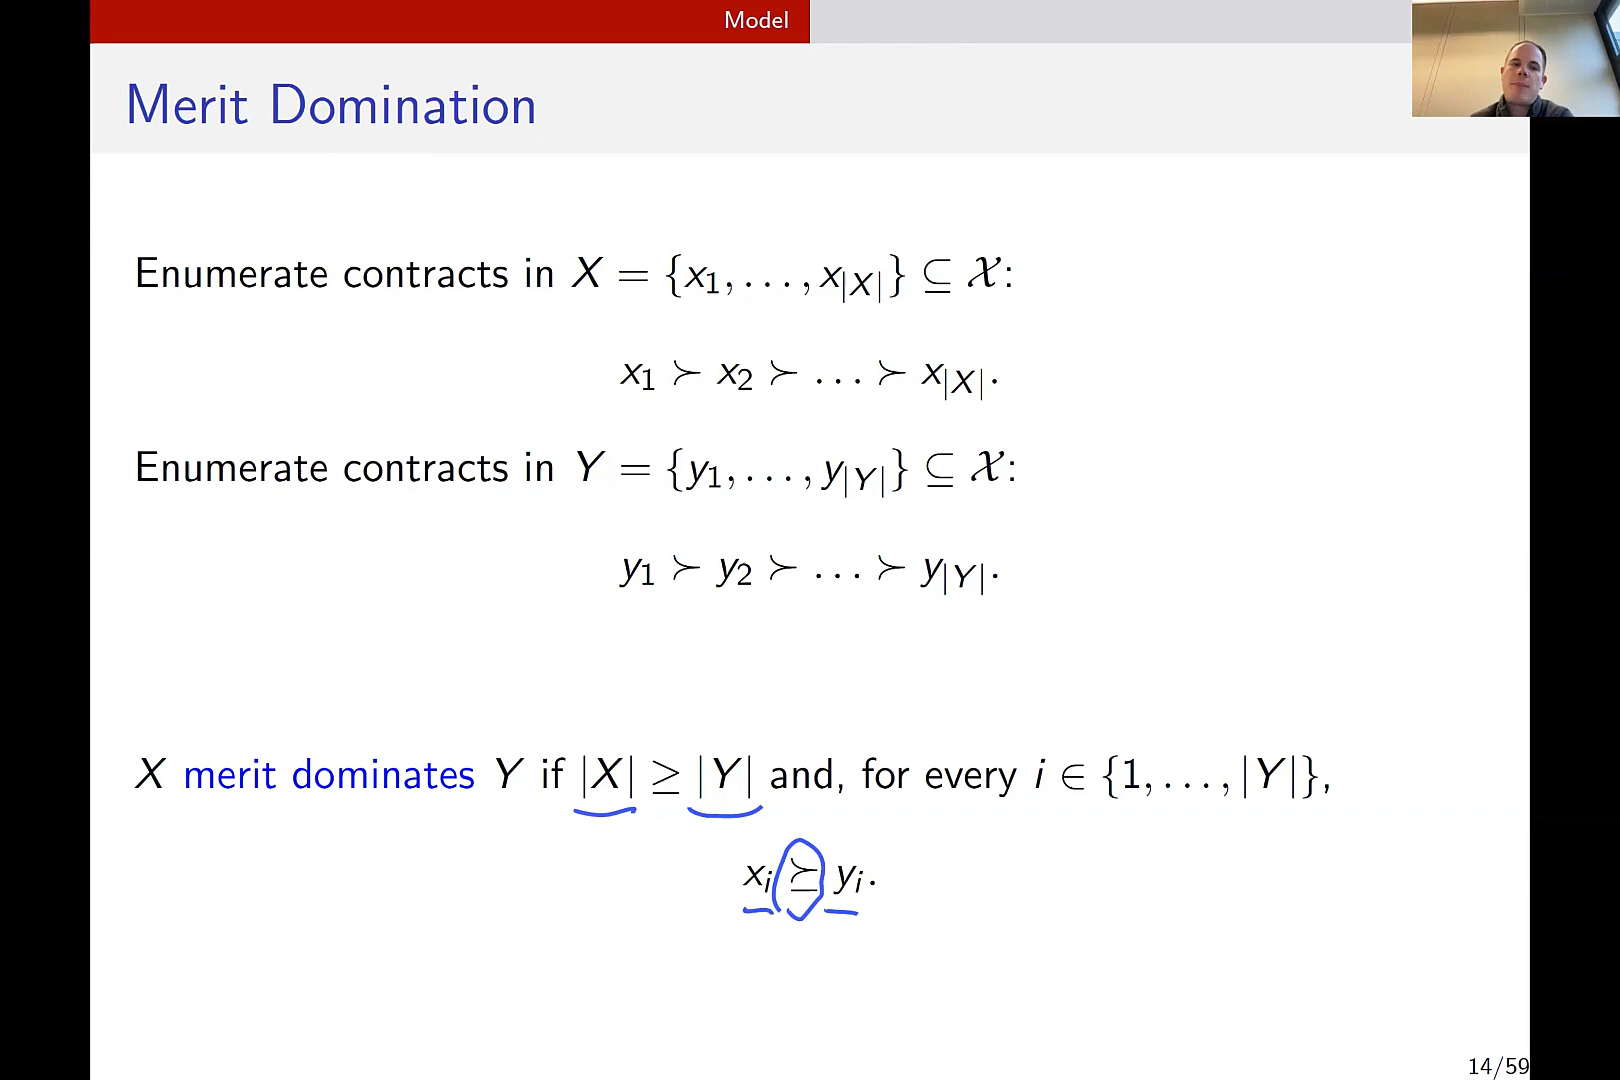 Model
Merit Domination
Enumerate contracts in X = {x₁, . . . , x|X|} ⊆ 𝒳:
x₁ ≻ x₂ ≻ . . . ≻ x|X|.
Enumerate contracts in Y = {y₁, . . . , y|Y|} ⊆ 𝒳:
y₁ ≻ y₂ ≻ . . . ≻ y|Y|.
X merit dominates Y if |X| ≥ |Y| and, for every i ∈ {1, . . . , |Y|},
xᵢ ⪰ yᵢ.
14/59